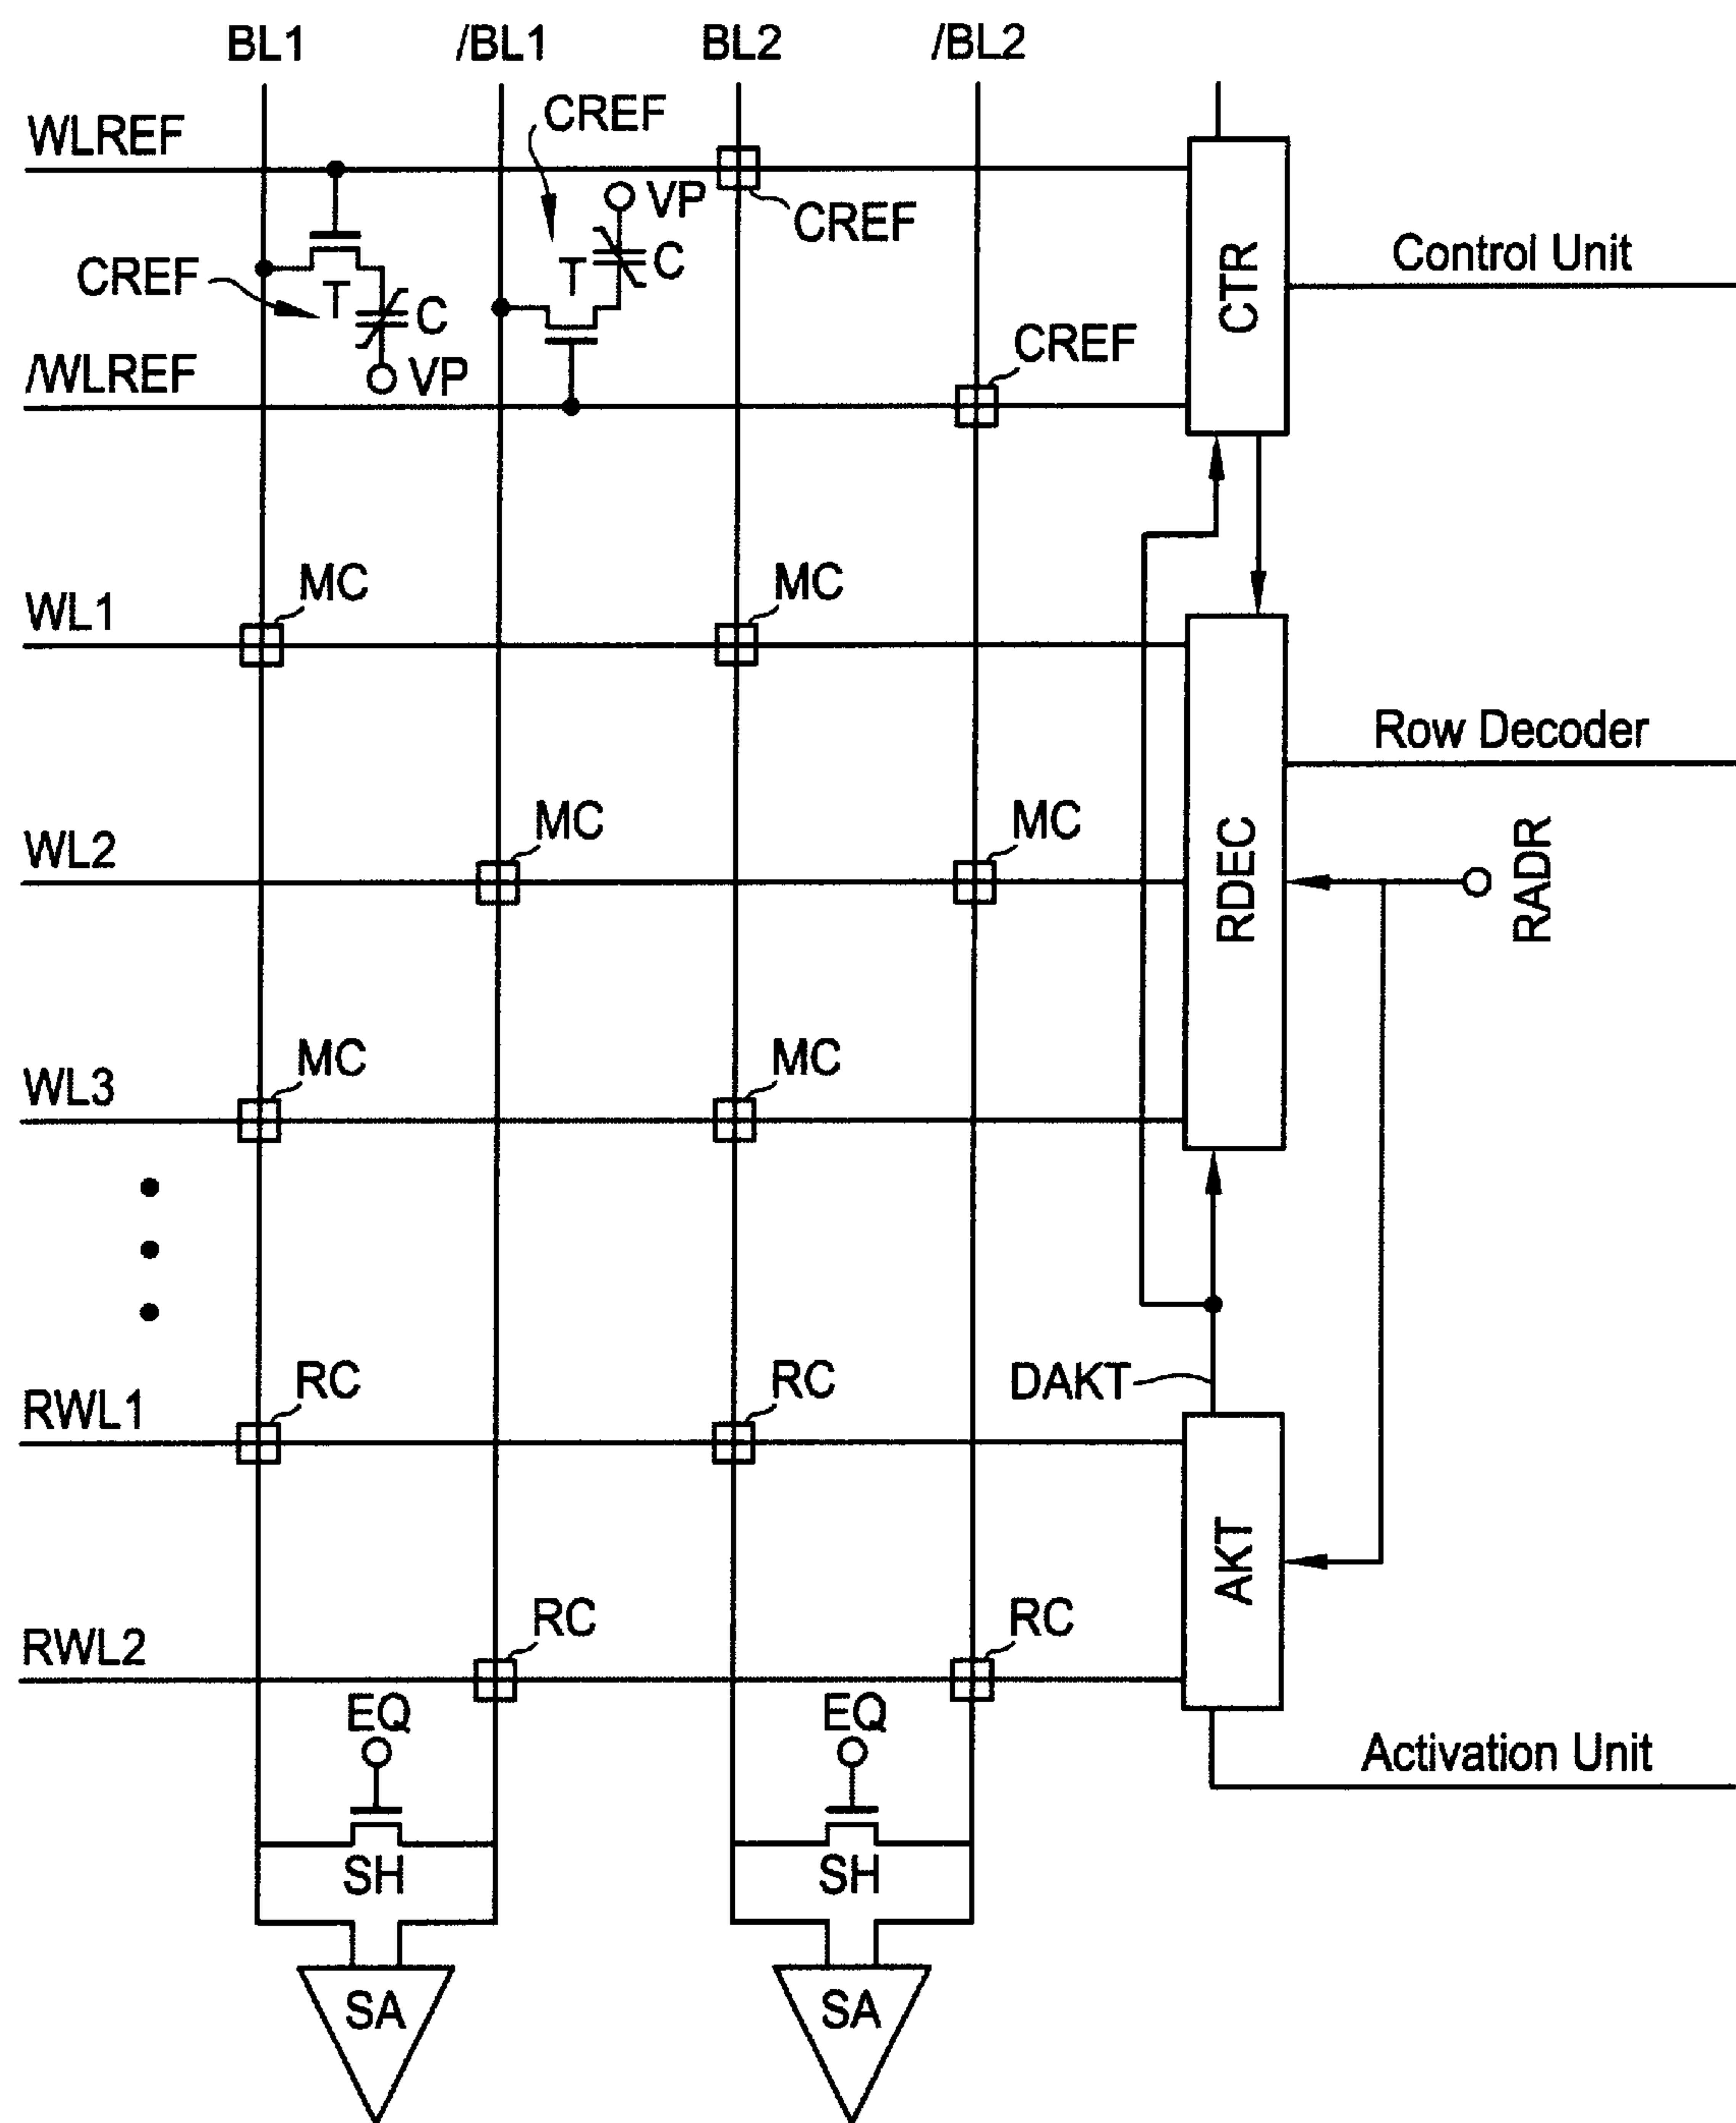 BL1 /BL1 BL2 /BL2
WLREF
CREF
VP
CREF
CREF
T
C
T
C
VP
/WLREF
CREF
CTR
Control Unit
WL1
MC
MC
RDEC
Row Decoder
WL2
MC
MC
RADR
WL3
MC
MC
DAKT
RWL1
RC
RC
AKT
RWL2
RC
RC
EQ
EQ
Activation Unit
SH
SH
SA
SA